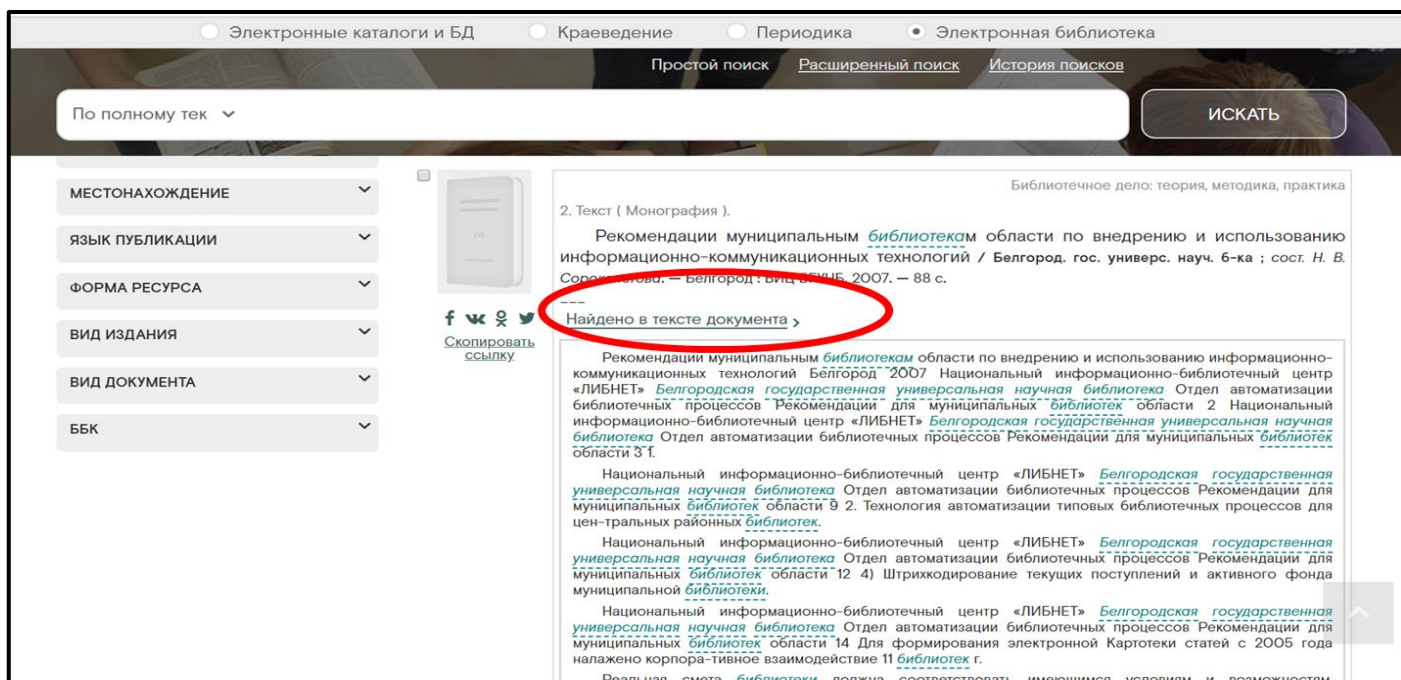 Электронные каталоги и БД Краеведение Периодика Электронная библиотека
Простой поиск Расширенный поиск История поисков
По полному тек
ИСКАТЬ
МЕСТОНАХОЖДЕНИЕ
ЯЗЫК ПУБЛИКАЦИИ
ФОРМА РЕСУРСА
ВИД ИЗДАНИЯ
ВИД ДОКУМЕНТА
ББК
Скопировать
ссылку
Библиотечное дело: теория, методика, практика
2. Текст ( Монография ).
Рекомендации муниципальным библиотекам области по внедрению и использованию
информационно-коммуникационных технологий / Белгород. гос. универс. науч. б-ка ; сост. Н. В.
— Белгород : 2007. — 88 с.
---
Найдено в тексте документа >
Рекомендации муниципальным библиотекам области по внедрению и использованию информационно-
коммуникационных технологий Белгород 2007 Национальный информационно-библиотечный центр
«ЛИБНЕТ» Белгородская государственная универсальная научная библиотека Отдел автоматизации
библиотечных процессов Рекомендации для муниципальных библиотек области 2 Национальный
информационно-библиотечный центр «ЛИБНЕТ» Белгородская государственная универсальная научная
библиотека Отдел автоматизации библиотечных процессов Рекомендации для муниципальных библиотек
области 3 1.
Национальный информационно-библиотечный центр «ЛИБНЕТ» Белгородская государственная
универсальная научная библиотека Отдел автоматизации библиотечных процессов Рекомендации для
муниципальных библиотек области 9 2. Технология автоматизации типовых библиотечных процессов для
цен-тральных районных библиотек.
Национальный информационно-библиотечный центр «ЛИБНЕТ» Белгородская государственная
универсальная научная библиотека Отдел автоматизации библиотечных процессов Рекомендации для
муниципальных библиотек области 12 4) Штрихкодирование текущих поступлений и активного фонда
муниципальной библиотеки.
Национальный информационно-библиотечный центр «ЛИБНЕТ» Белгородская государственная
универсальная научная библиотека Отдел автоматизации библиотечных процессов Рекомендации для
муниципальных библиотек области 14 Для формирования электронной Картотеки статей с 2005 года
налажено корпора-тивное взаимодействие 11 библиотек г.
Реальная смета библиотеки должна соответствовать имеющимся условиям и возможностям.